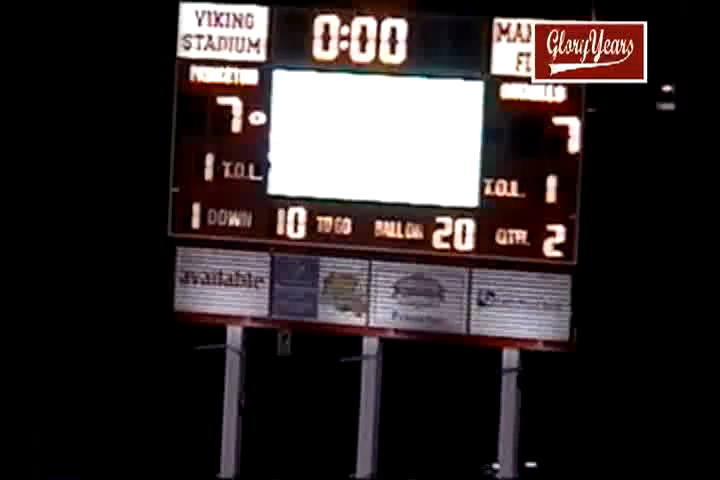 VIKING
STADIUM
0:00
GloryYears
PRINCETON
7
7
1 T.O.L.
T.O.L. 1
1 DOWN 10 TO GO BALL ON 20 QTR. 2
available